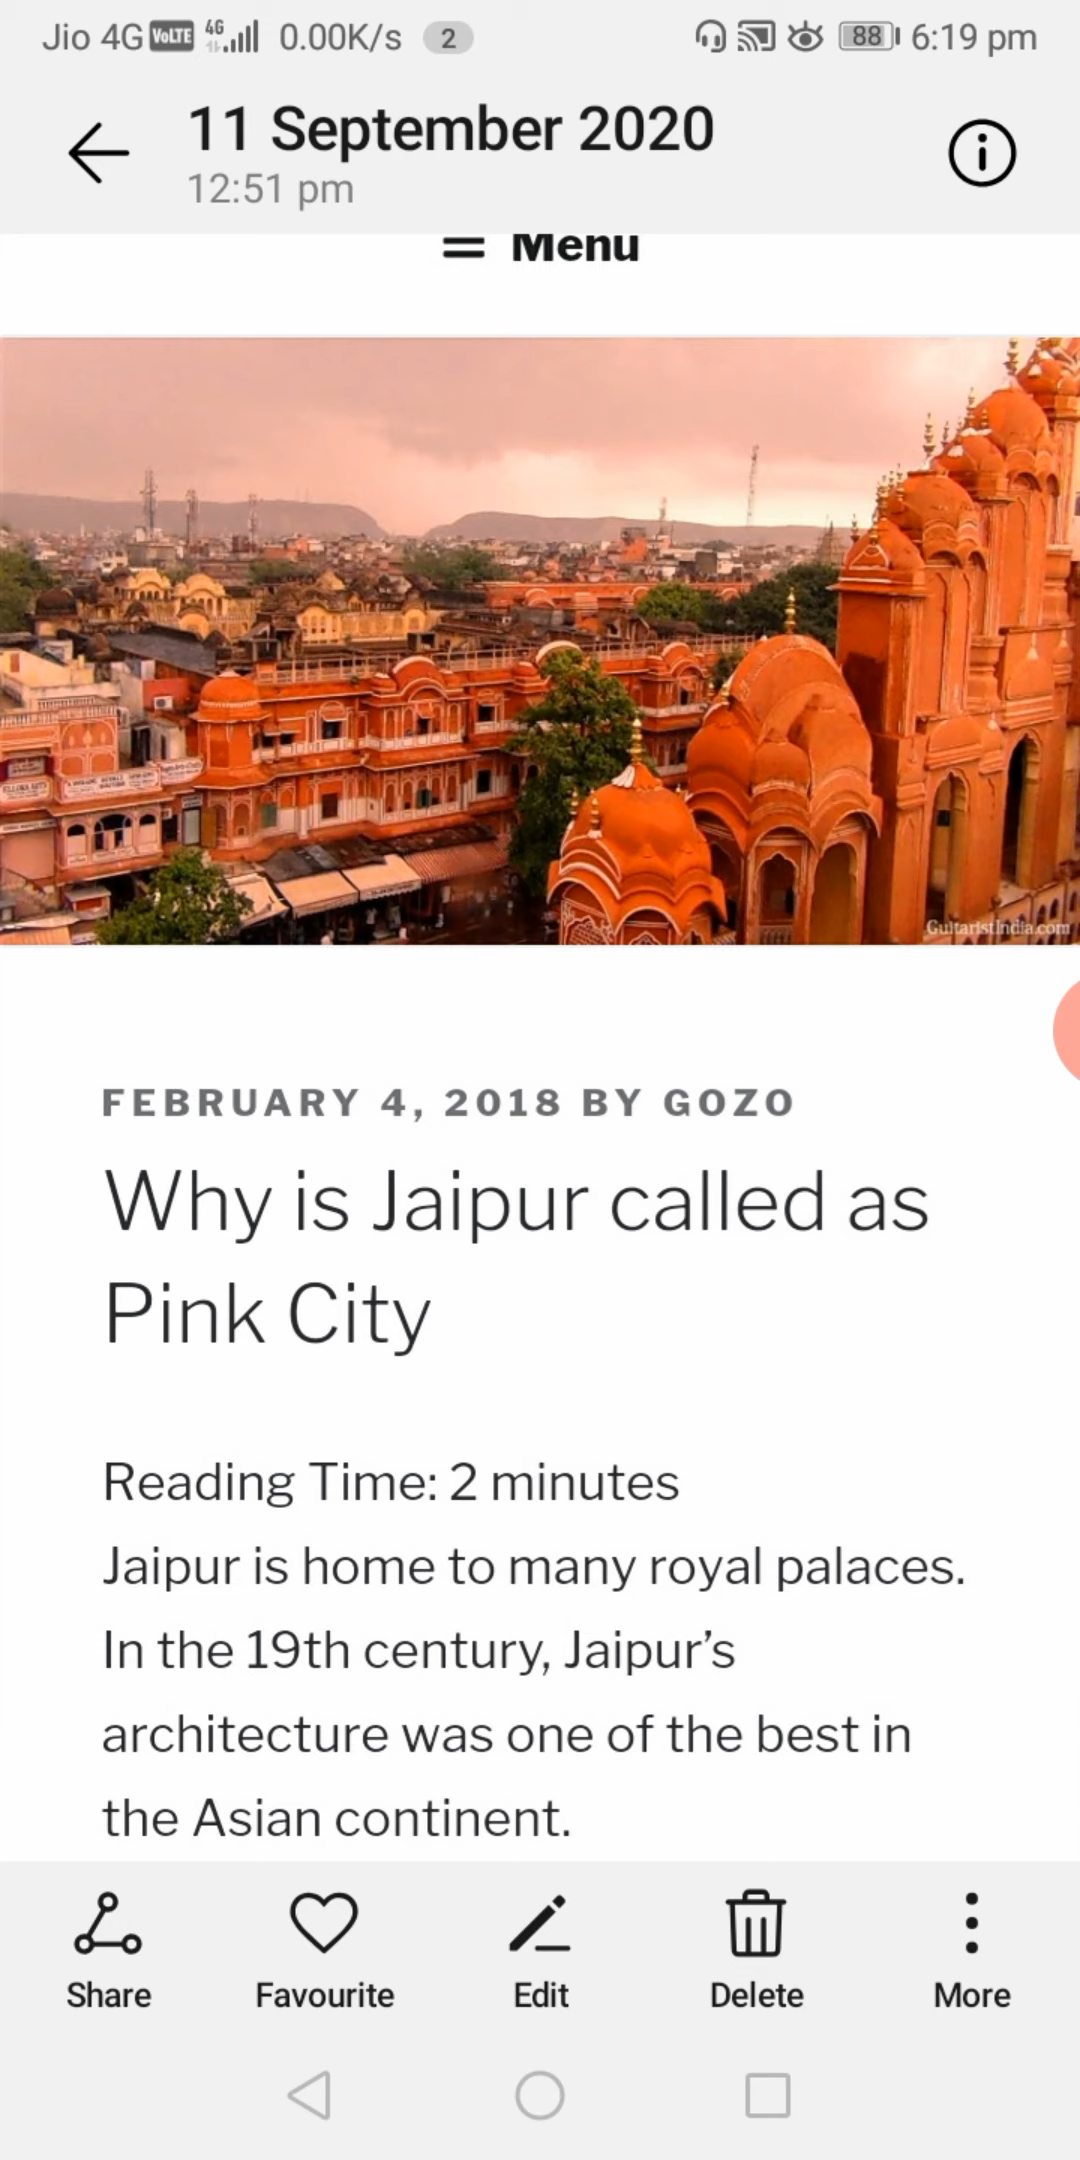 Jio 4G VoLTE 4G 0.00K/s 2 88 6:19 pm
11 September 2020
12:51 pm
Menu
GuitaristIndia.com
FEBRUARY 4, 2018 BY GOZO
Why is Jaipur called as
Pink City
Reading Time: 2 minutes
Jaipur is home to many royal palaces.
In the 19th century, Jaipur’s
architecture was one of the best in
the Asian continent.
Share Favourite Edit Delete More